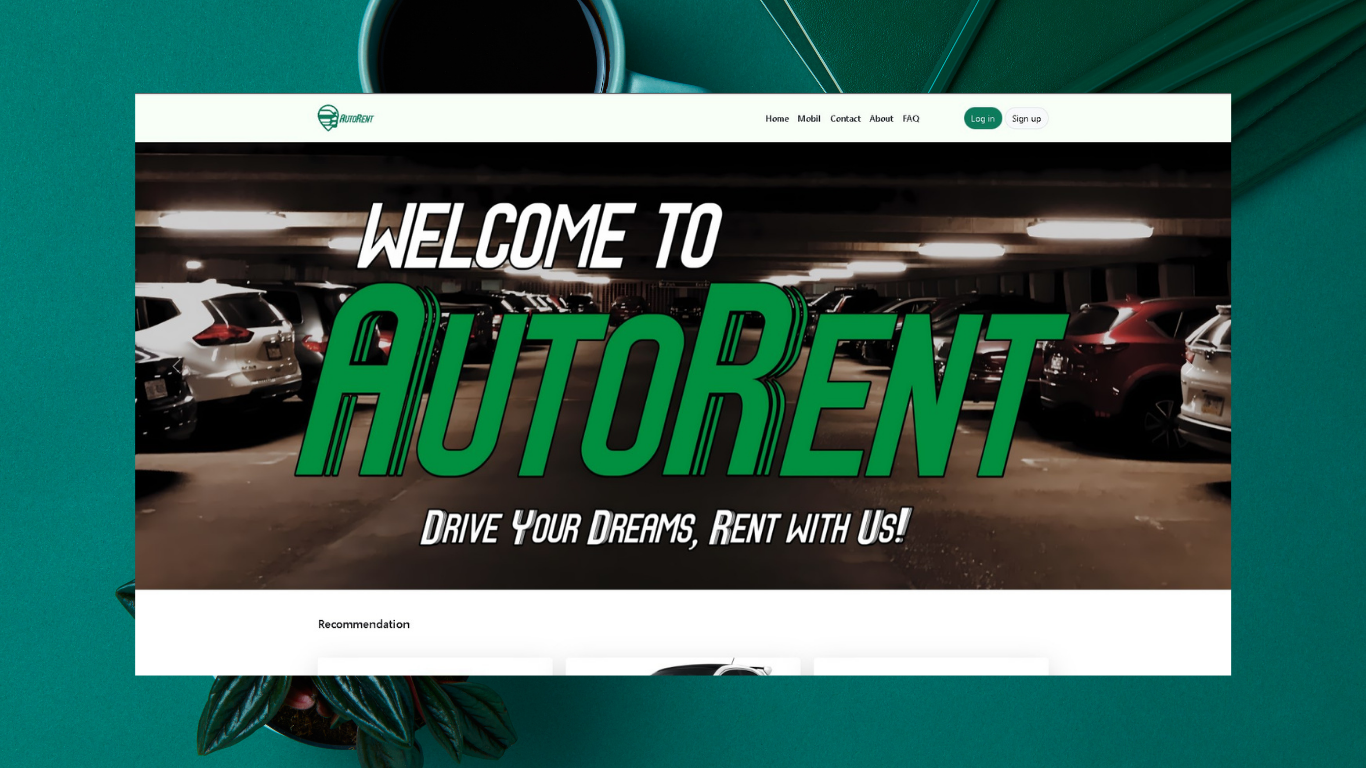 AUTORENT
Home Mobil Contact About FAQ Log in Sign up
WELCOME TO
AUTORENT
DRIVE YOUR DREAMS, RENT WITH US!
Recommendation